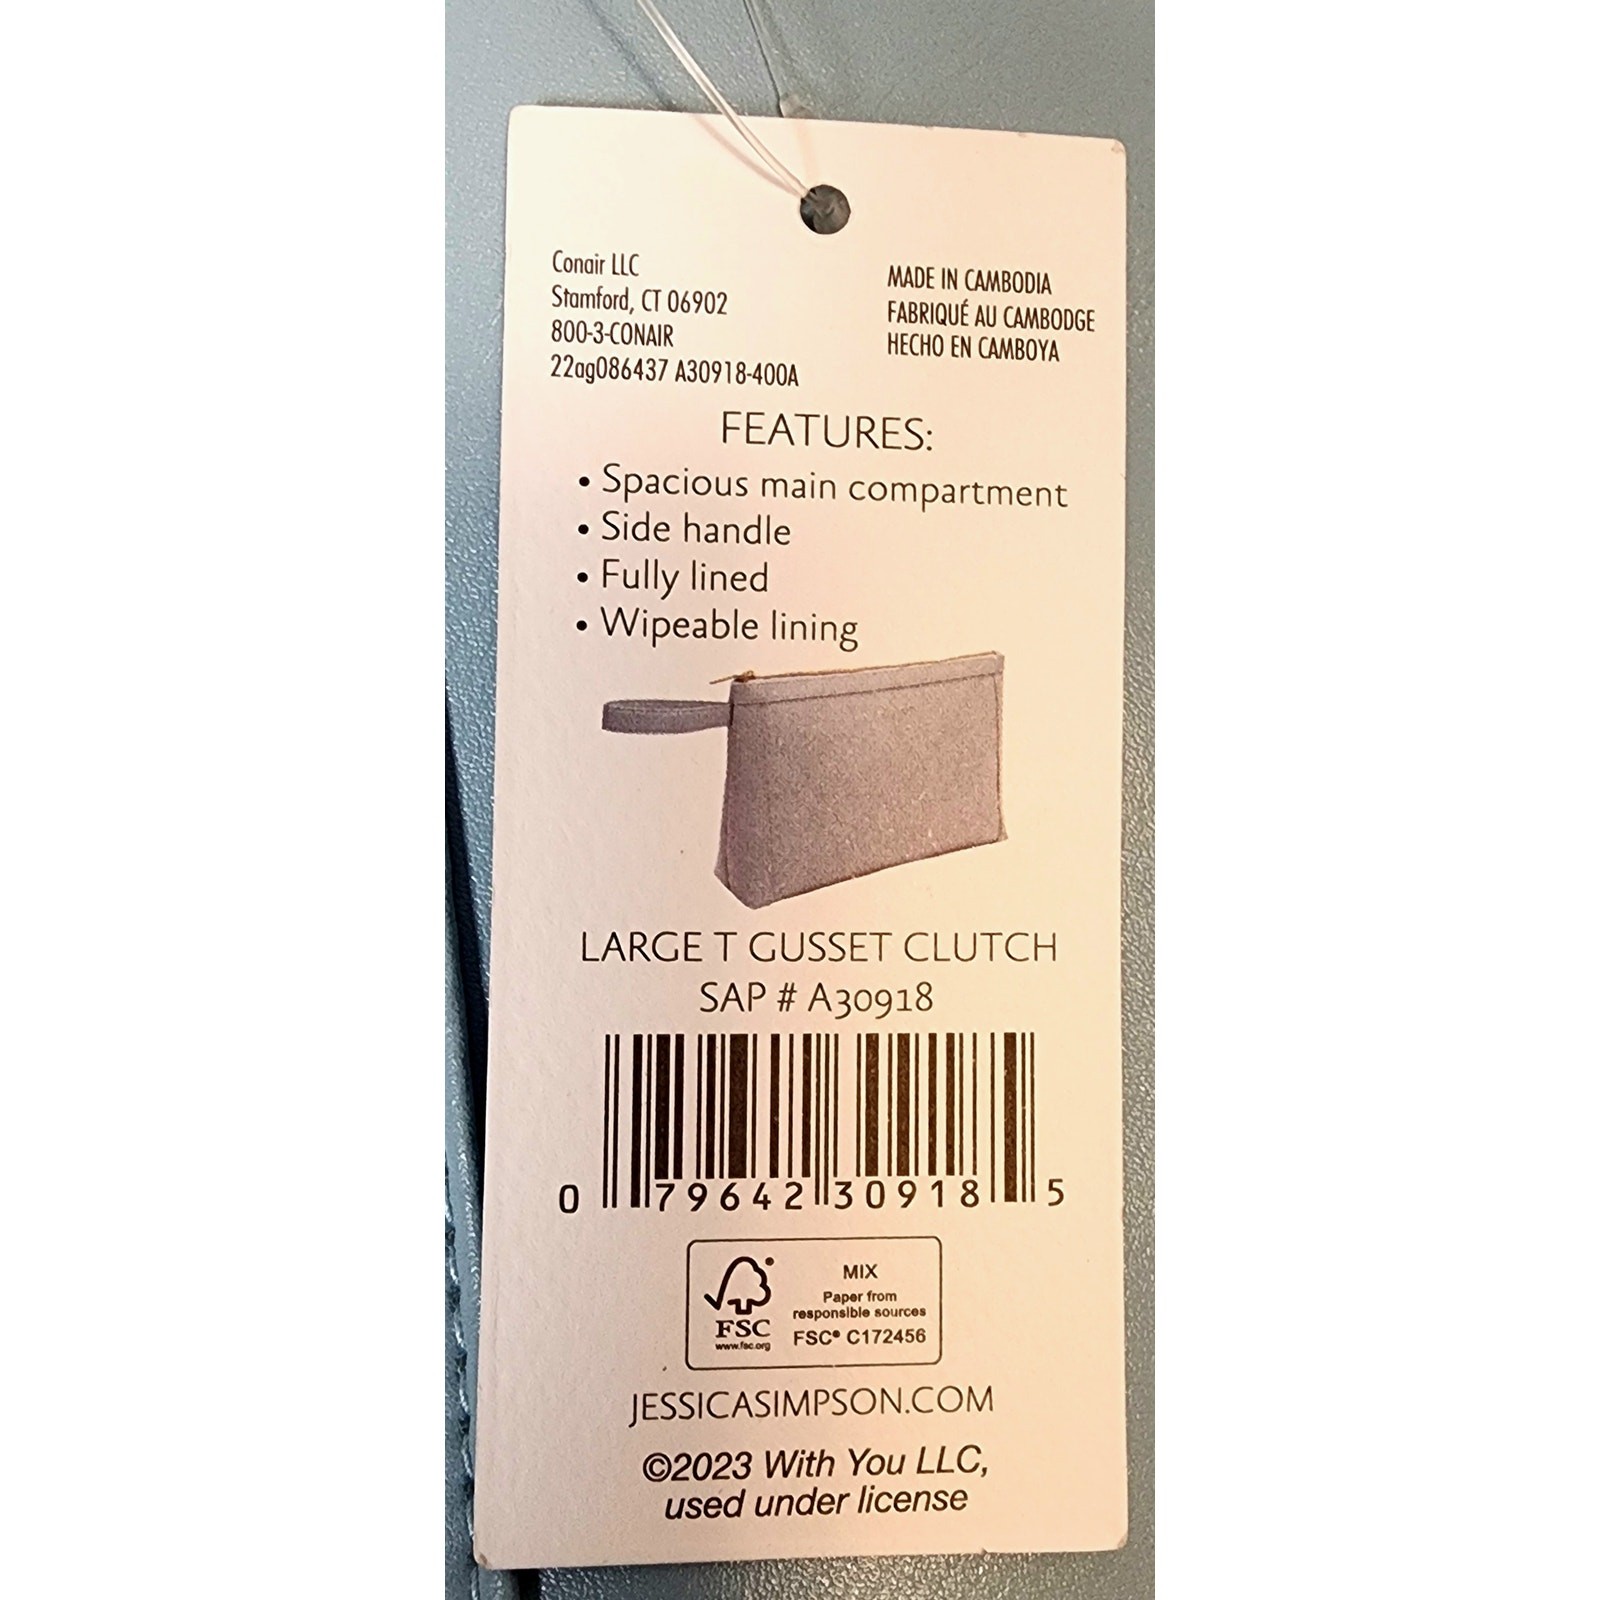 Conair LLC
Stamford, CT 06902
800-3-CONAIR
22ag086437 A30918-400A
MADE IN CAMBODIA
FABRIQUÉ AU CAMBODGE
HECHO EN CAMBOYA
FEATURES:
• Spacious main compartment
• Side handle
• Fully lined
• Wipeable lining
LARGE T GUSSET CLUTCH
SAP # A30918
0 79642 30918 5
FSC
www.fsc.org
MIX
Paper from
responsible sources
FSC® C172456
JESSICASIMPSON.COM
©2023 With You LLC,
used under license